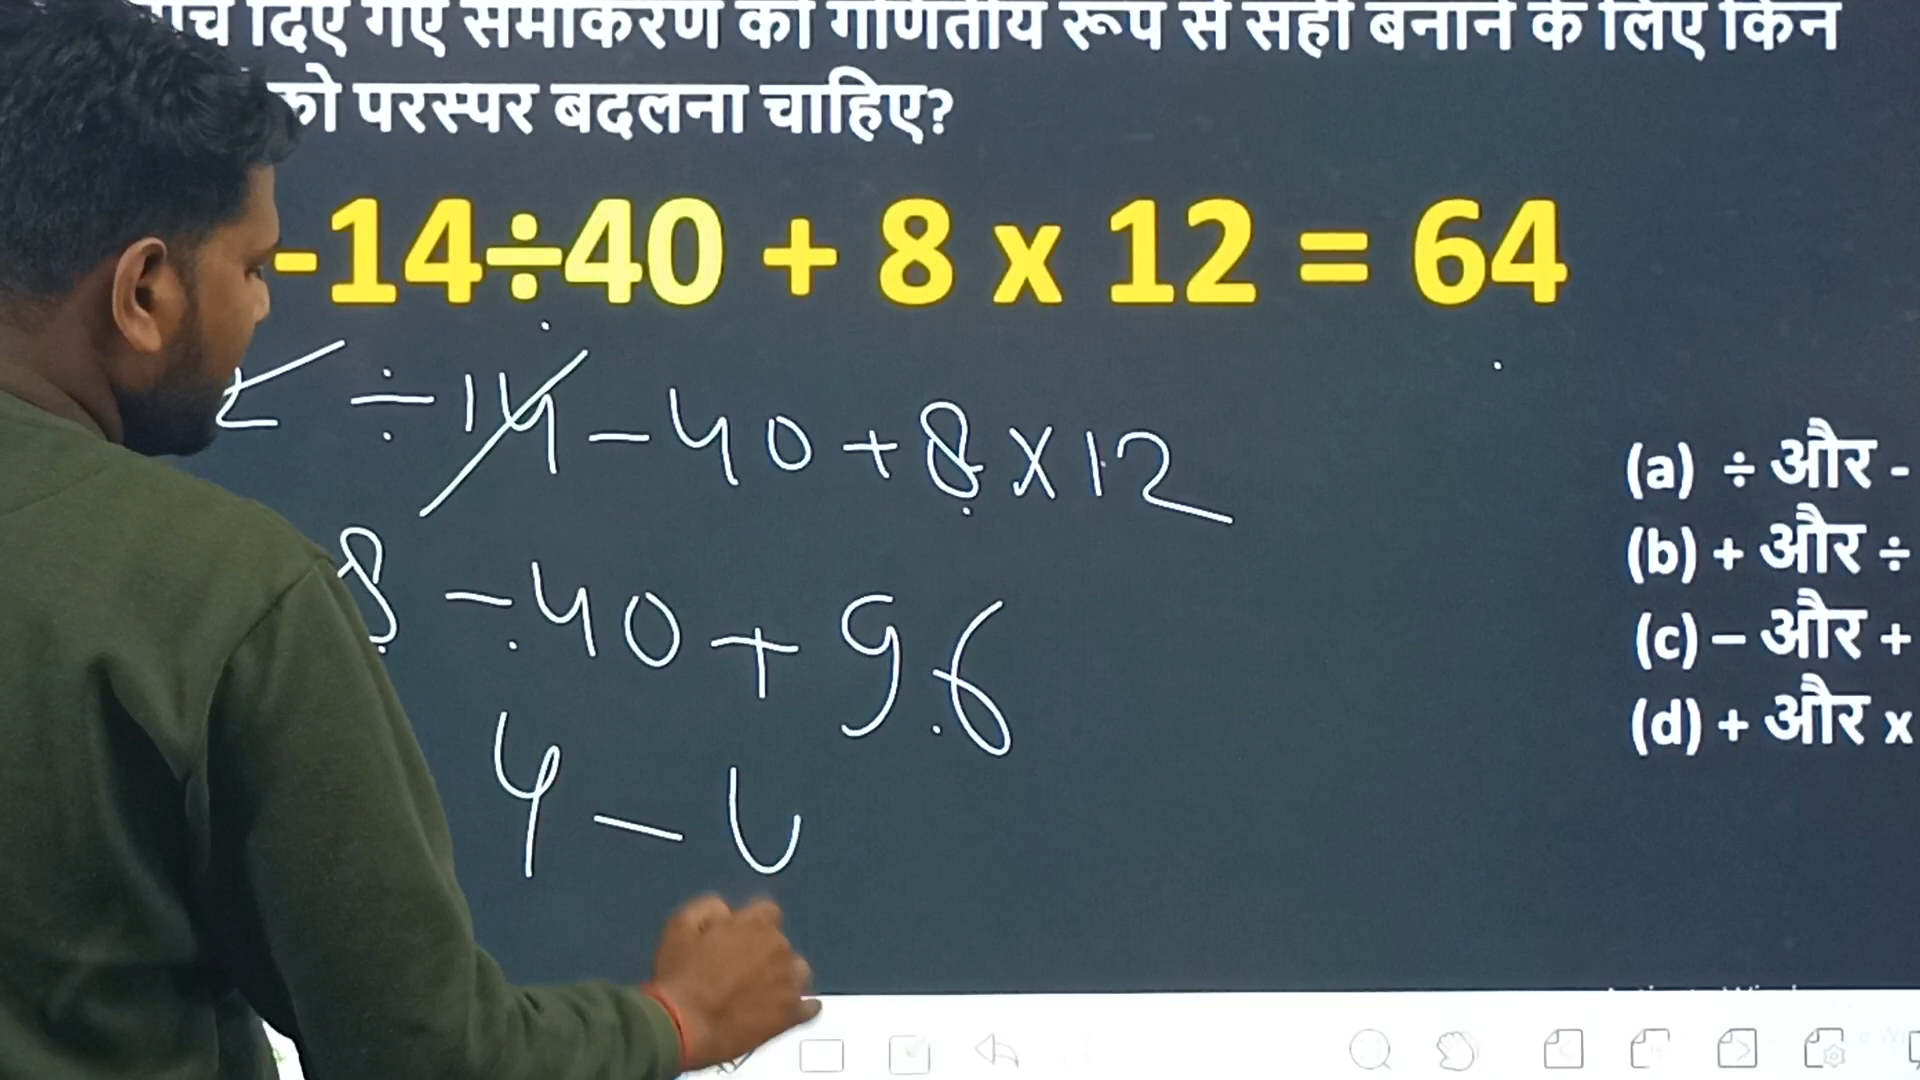 दिए गए समीकरण को गणितीय रूप से सही बनाने के लिए किन
को परस्पर बदलना चाहिए?
-14÷40 + 8 x 12 = 64
÷ 14 - 40 + 8 x 12
8 - 40 + 96
4 -
(a) ÷ और -
(b) + और ÷
(c) – और +
(d) + और x